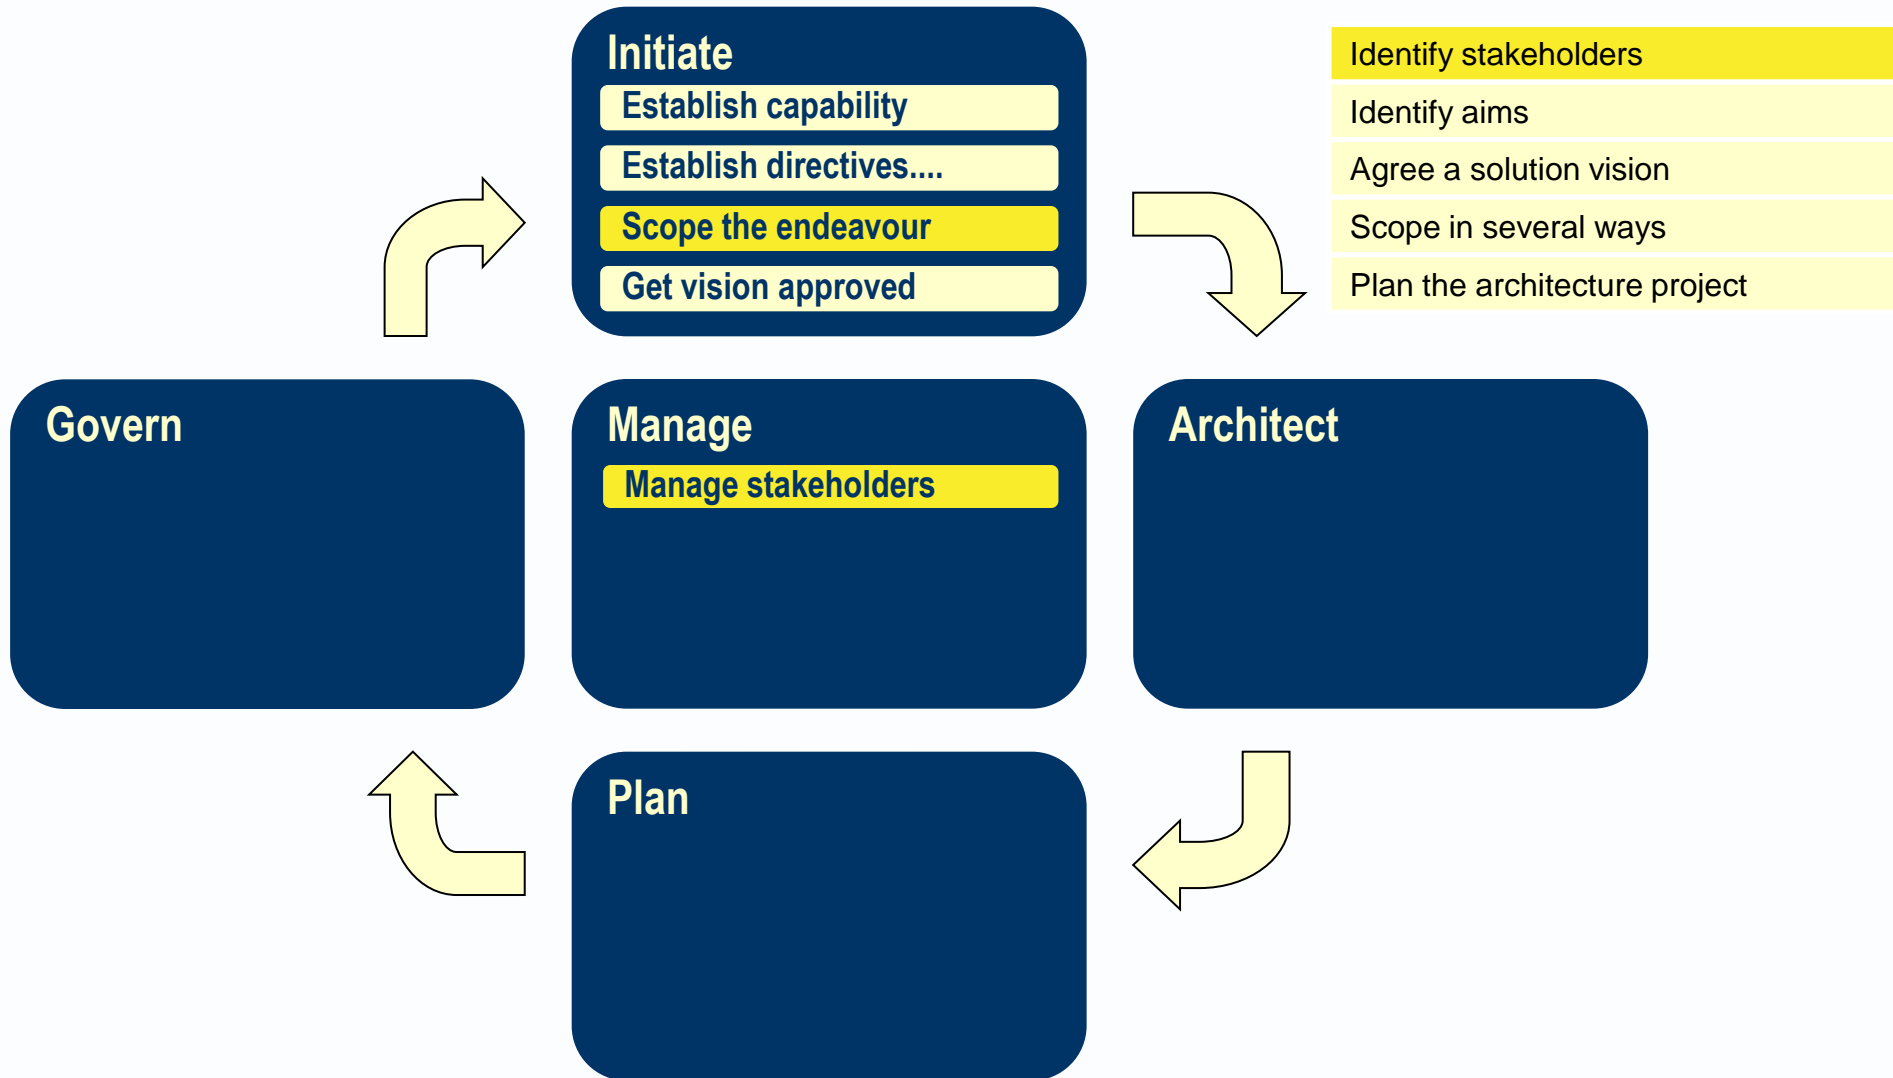 Initiate
Establish capability
Establish directives....
Scope the endeavour
Get vision approved
Identify stakeholders
Identify aims
Agree a solution vision
Scope in several ways
Plan the architecture project
Govern
Manage
Manage stakeholders
Architect
Plan